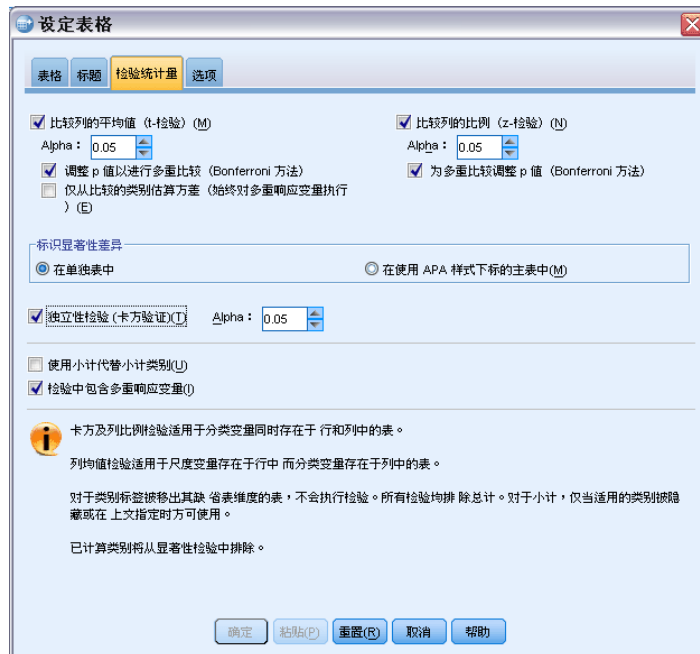 设定表格
表格 标题 检验统计量 选项
比较列的平均值 (t-检验) (M)
Alpha： 0.05
调整 p 值以进行多重比较 (Bonferroni 方法)
仅从比较的类别估算方差 (始终对多重响应变量执行
) (E)
比较列的比例 (z-检验) (N)
Alpha： 0.05
为多重比较调整 p 值 (Bonferroni 方法)
标识显著性差异
在单独表中
在使用 APA 样式下标的主表中(M)
独立性检验 (卡方验证)(T) Alpha： 0.05
使用小计代替小计类别(U)
检验中包含多重响应变量(I)
卡方及列比例检验适用于分类变量同时存在于 行和列中的表。
列均值检验适用于尺度变量存在于行中 而分类变量存在于列中的表。
对于类别标签被移出其缺 省表维度的表，不会执行检验。所有检验均排 除总计。对于小计，仅当适用的类别被隐
藏或在 上文指定时方可使用。
已计算类别将从显著性检验中排除。
确定 粘贴(P) 重置(R) 取消 帮助